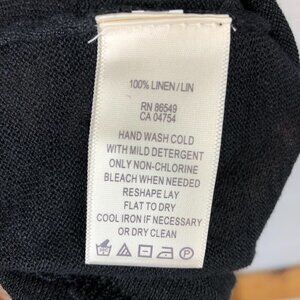 100% LINEN / LIN
RN 86549
CA 04754
HAND WASH COLD
WITH MILD DETERGENT
ONLY NON-CHLORINE
BLEACH WHEN NEEDED
RESHAPE LAY
FLAT TO DRY
COOL IRON IF NECESSARY
OR DRY CLEAN
P